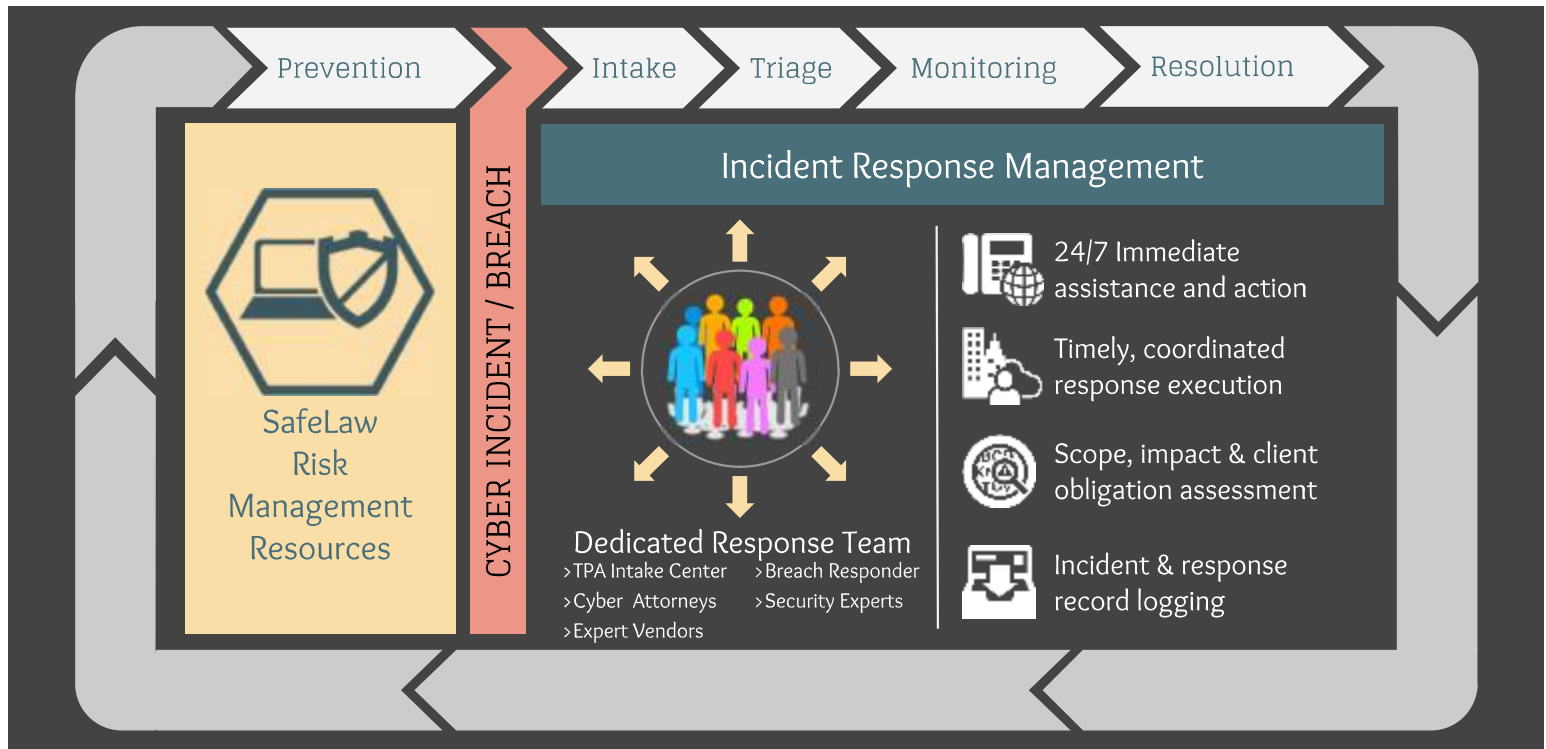 Prevention
Intake
Triage
Monitoring
Resolution
SafeLaw
Risk
Management
Resources
CYBER INCIDENT / BREACH
Incident Response Management
Dedicated Response Team
>TPA Intake Center
>Cyber Attorneys
>Expert Vendors
>Breach Responder
>Security Experts
24/7 Immediate
assistance and action
Timely, coordinated
response execution
Scope, impact & client
obligation assessment
Incident & response
record logging